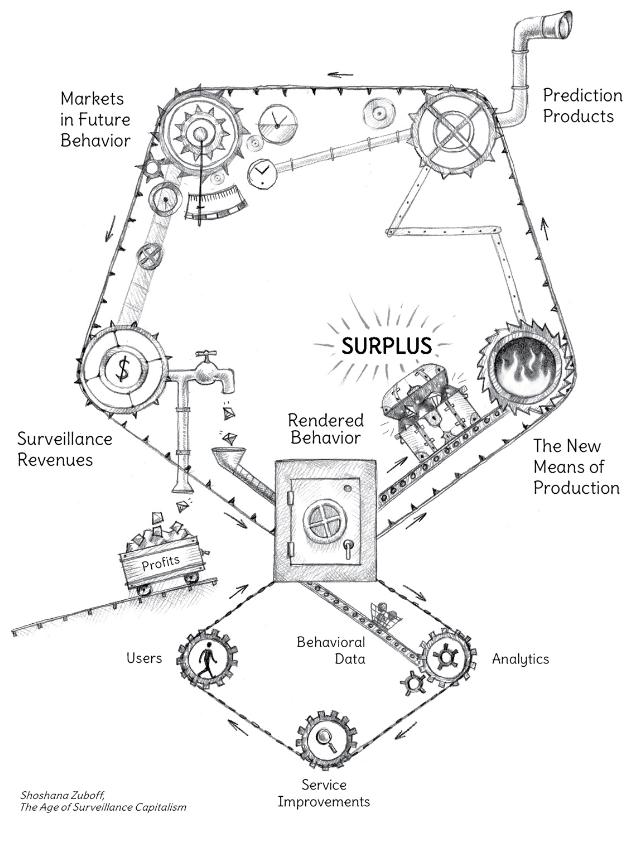 Markets
in Future
Behavior
Prediction
Products
SURPLUS
$
Rendered
Behavior
Surveillance
Revenues
The New
Means of
Production
Profits
Users
Behavioral
Data
Analytics
Service
Improvements
Shoshana Zuboff,
The Age of Surveillance Capitalism